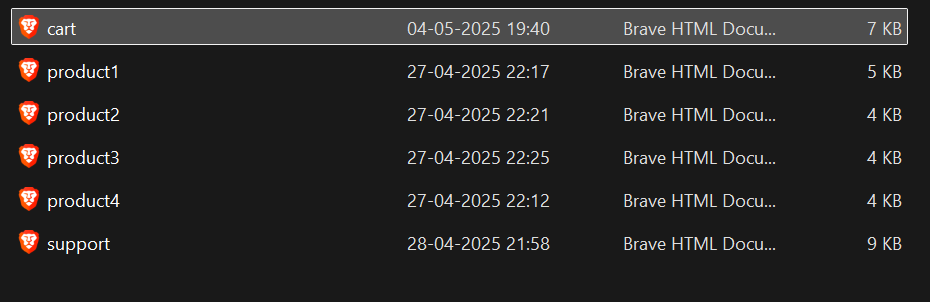 cart 04-05-2025 19:40 Brave HTML Docu... 7 KB
product1 27-04-2025 22:17 Brave HTML Docu... 5 KB
product2 27-04-2025 22:21 Brave HTML Docu... 4 KB
product3 27-04-2025 22:25 Brave HTML Docu... 4 KB
product4 27-04-2025 22:12 Brave HTML Docu... 4 KB
support 28-04-2025 21:58 Brave HTML Docu... 9 KB